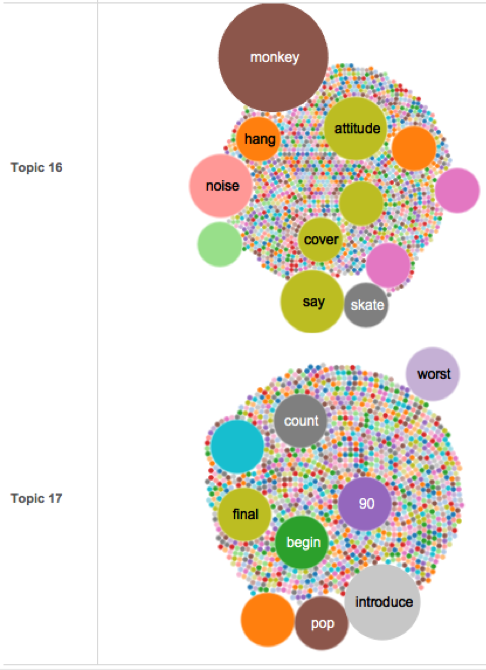 monkey
hang
attitude
Topic 16
noise
cover
say
skate
worst
count
Topic 17
final
90
begin
introduce
pop